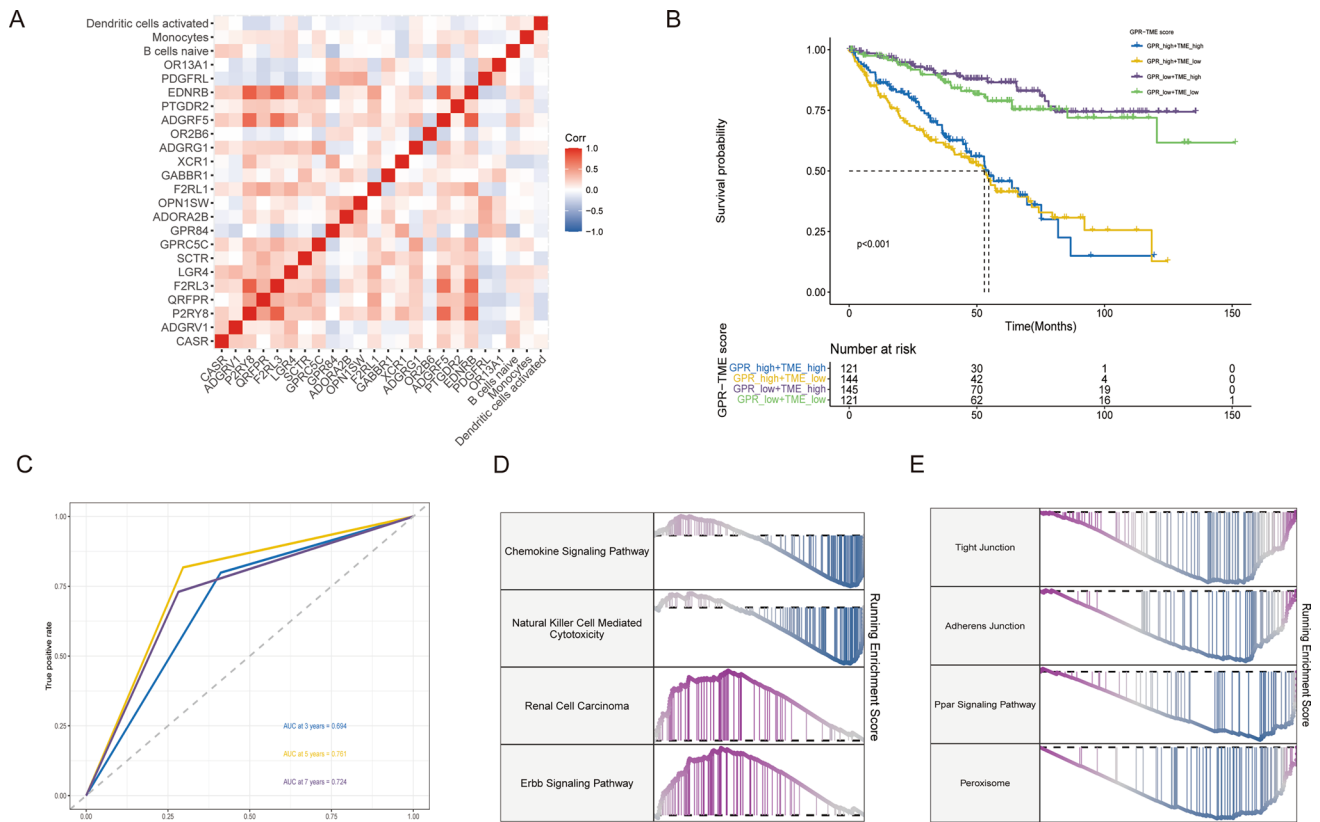 A
Dendritic cells activated
Monocytes
B cells naive
OR13A1
PDGFRL
EDNRB
PTGDR2
ADGRF5
OR2B6
ADGRG1
XCR1
GABBR1
F2RL1
OPN1SW
ADORA2B
GPR84
GPRC5C
SCTR
LGR4
F2RL3
QRFPR
P2RY8
ADGRV1
CASR
CASR
ADGRV1
P2RY8
QRFPR
F2RL3
LGR4
SCTR
GPRC5C
GPR84
ADORA2B
OPN1SW
F2RL1
GABBR1
XCR1
ADGRG1
OR2B6
ADGRF5
PTGDR2
EDNRB
PDGFRL
OR13A1
B cells naive
Monocytes
Dendritic cells activated
Corr
1.0
0.5
0.0
−0.5
−1.0
B
GPR−TME score
GPR_high+TME_high
GPR_high+TME_low
GPR_low+TME_high
GPR_low+TME_low
Survival probability
1.00
0.75
0.50
0.25
0.00
p<0.001
0 50 100 150
Time(Months)
Number at risk
GPR−TME score
GPR_high+TME_high 121 30 1 0
GPR_high+TME_low 144 42 4 0
GPR_low+TME_high 145 70 19 0
GPR_low+TME_low 121 62 16 1
0 50 100 150
C
True positive rate
1.00
0.75
0.50
0.25
0.00
AUC at 3 years = 0.694
AUC at 5 years = 0.761
AUC at 7 years = 0.724
0.00 0.25 0.50 0.75 1.00
D
Chemokine Signaling Pathway
Natural Killer Cell Mediated
Cytotoxicity
Renal Cell Carcinoma
Erbb Signaling Pathway
Running Enrichment Score
E
Tight Junction
Adherens Junction
Ppar Signaling Pathway
Peroxisome
Running Enrichment Score